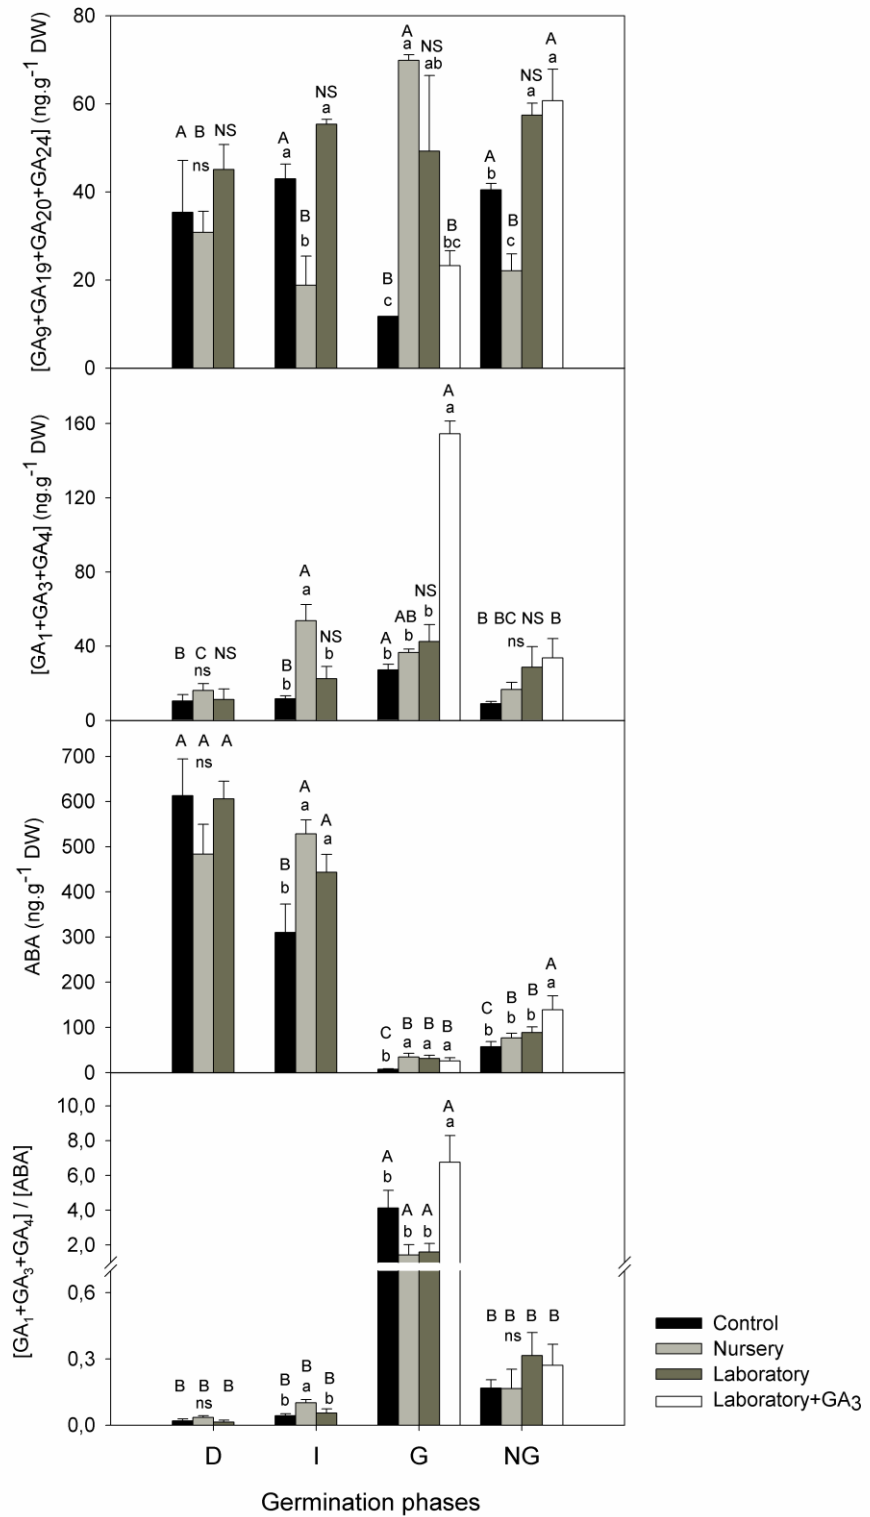 [GA9+GA19+GA20+GA24] (ng.g-1 DW)
80
60
40
20
0
A B NS
ns
A
a
B
b
NS
a
B
c
A
a
NS
ab
B
bc
A
b
B
c
NS
a
A
a
[GA1+GA3+GA4] (ng.g-1 DW)
160
120
80
40
0
B C NS
ns
B
b
A
a
NS
b
A
b
AB
b
NS
b
A
a
B BC NS B
ns
ABA (ng.g-1 DW)
700
600
500
400
300
200
100
0
A A A
ns
B
b
A
a
A
a
C
b
B
a
B
a
B
a
C
b
B
b
B
b
A
a
[GA1+GA3+GA4] / [ABA]
10,0
8,0
6,0
4,0
2,0
0,6
0,3
0,0
B B B
ns
B
b
B
a
B
b
A
b
A
b
A
b
A
a
B B B B
ns
D I G NG
Germination phases
Control
Nursery
Laboratory
Laboratory+GA3